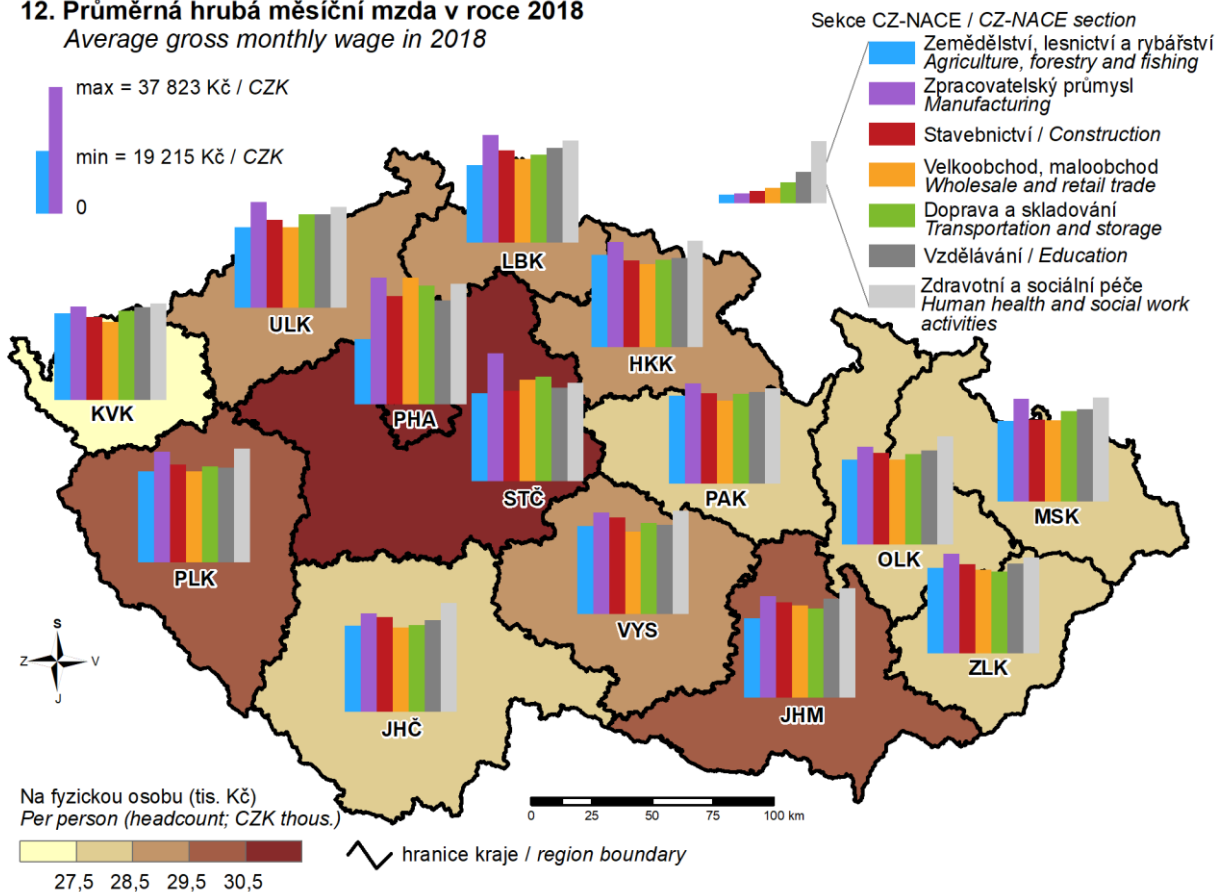 12. Průměrná hrubá měsíční mzda v roce 2018
Average gross monthly wage in 2018
max = 37 823 Kč / CZK
min = 19 215 Kč / CZK
0
Sekce CZ-NACE / CZ-NACE section
Zemědělství, lesnictví a rybářství
Agriculture, forestry and fishing
Zpracovatelský průmysl
Manufacturing
Stavebnictví / Construction
Velkoobchod, maloobchod
Wholesale and retail trade
Doprava a skladování
Transportation and storage
Vzdělávání / Education
Zdravotní a sociální péče
Human health and social work
activities
LBK
ULK
HKK
KVK
PHA
STČ
PAK
MSK
OLK
PLK
VYS
ZLK
JHM
JHČ
S
Z V
J
Na fyzickou osobu (tis. Kč)
Per person (headcount; CZK thous.)
27,5 28,5 29,5 30,5
hranice kraje / region boundary
0 25 50 75 100 km